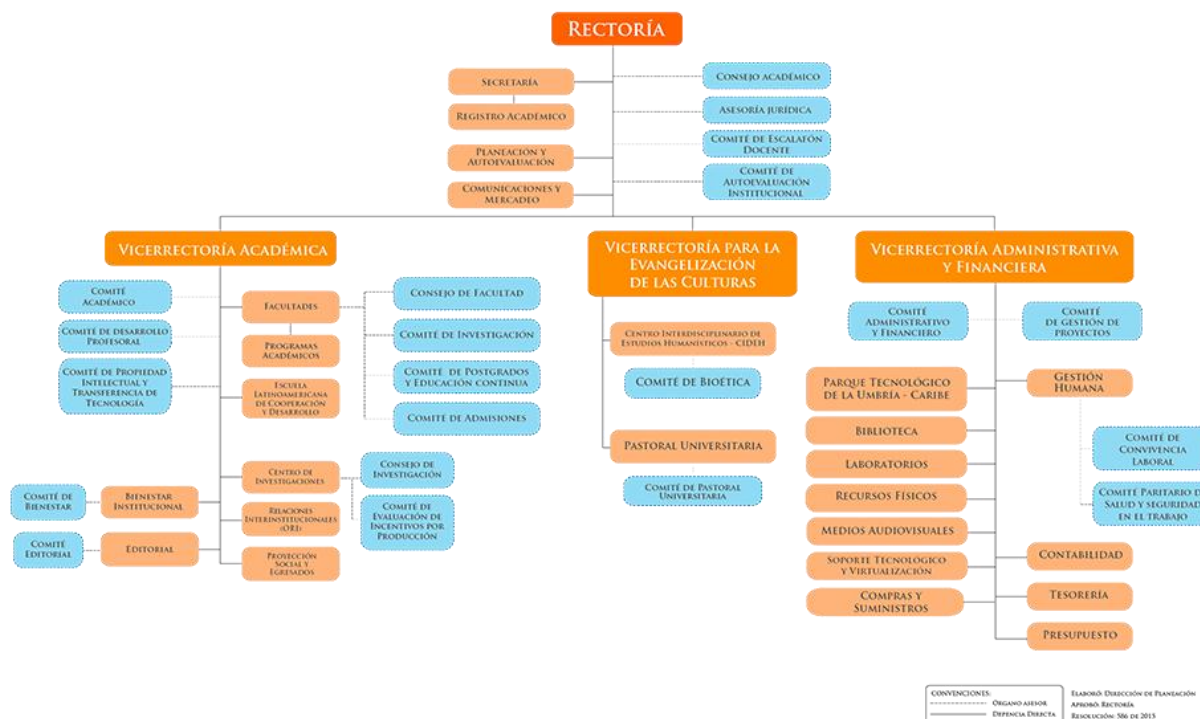 RECTORÍA
SECRETARÍA
REGISTRO ACADÉMICO
PLANEACIÓN Y
AUTOEVALUACIÓN
COMUNICACIONES Y
MERCADEO
CONSEJO ACADÉMICO
ASESORÍA JURÍDICA
COMITÉ DE ESCALAFÓN
DOCENTE
COMITÉ DE
AUTOEVALUACIÓN
INSTITUCIONAL
VICERRECTORÍA ACADÉMICA
COMITÉ
ACADÉMICO
COMITÉ DE DESARROLLO
PROFESORAL
COMITÉ DE PROPIEDAD
INTELECTUAL Y
TRANSFERENCIA DE
TECNOLOGÍA
FACULTADES
PROGRAMAS
ACADÉMICOS
ESCUELA
LATINOAMERICANA
DE COOPERACIÓN
Y DESARROLLO
CONSEJO DE FACULTAD
COMITÉ DE INVESTIGACIÓN
COMITÉ DE POSTGRADOS
Y EDUCACIÓN CONTINUA
COMITÉ DE ADMISIONES
COMITÉ DE
BIENESTAR
BIENESTAR
INSTITUCIONAL
COMITÉ
EDITORIAL
EDITORIAL
CENTRO DE
INVESTIGACIONES
RELACIONES
INTERINSTITUCIONALES
(ORI)
PROYECCIÓN
SOCIAL Y
EGRESADOS
CONSEJO DE
INVESTIGACIÓN
COMITÉ DE
EVALUACIÓN DE
INCENTIVOS POR
PRODUCCIÓN
VICERRECTORÍA PARA LA
EVANGELIZACIÓN
DE LAS CULTURAS
CENTRO INTERDISCIPLINARIO DE
ESTUDIOS HUMANÍSTICOS - CIDEH
COMITÉ DE BIOÉTICA
PASTORAL UNIVERSITARIA
COMITÉ DE PASTORAL
UNIVERSITARIA
VICERRECTORÍA ADMINISTRATIVA
Y FINANCIERA
COMITÉ
ADMINISTRATIVO
Y FINANCIERO
COMITÉ
DE GESTIÓN DE
PROYECTOS
PARQUE TECNOLÓGICO
DE LA UMBRÍA - CARIBE
BIBLIOTECA
LABORATORIOS
RECURSOS FÍSICOS
MEDIOS AUDIOVISUALES
SOPORTE TECNOLÓGICO
Y VIRTUALIZACIÓN
COMPRAS Y
SUMINISTROS
GESTIÓN
HUMANA
COMITÉ DE
CONVIVENCIA
LABORAL
COMITÉ PARITARIO DE
SALUD Y SEGURIDAD
EN EL TRABAJO
CONTABILIDAD
TESORERÍA
PRESUPUESTO
CONVENCIONES:
ORGANO ASESOR
DEPENCIA DIRECTA
ELABORÓ: DIRECCIÓN DE PLANEACIÓN
APROBÓ: RECTORÍA
RESOLUCIÓN: 586 DE 2015